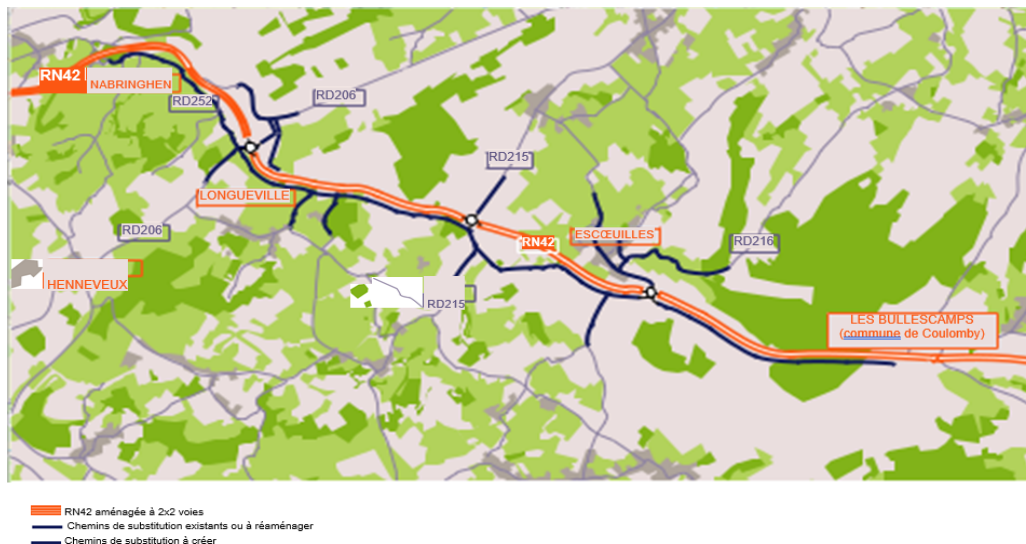 RN42
NABRINGHEN
RD252
RD206
RD215
LONGUEVILLE
RD206
RN42
ESCŒUILLES
RD216
HENNEVEUX
RD215
LES BULLESCAMPS
(commune de Coulomby)
RN42 aménagée à 2x2 voies
Chemins de substitution existants ou à réaménager
Chemins de substitution à créer